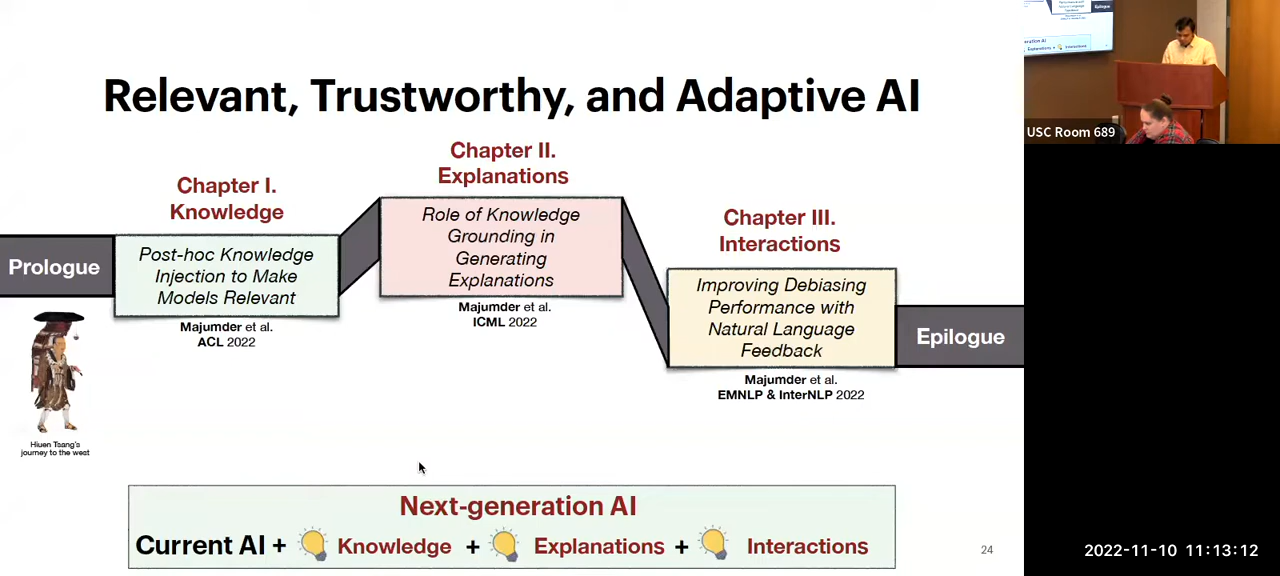 Relevant, Trustworthy, and Adaptive AI
Chapter I.
Knowledge
Chapter II.
Explanations
Chapter III.
Interactions
Prologue
Post-hoc Knowledge
Injection to Make
Models Relevant
Majumder et al.
ACL 2022
Role of Knowledge
Grounding in
Generating
Explanations
Majumder et al.
ICML 2022
Improving Debiasing
Performance with
Natural Language
Feedback
Majumder et al.
EMNLP & InterNLP 2022
Epilogue
Hiuen Tsang's
journey to the west
Next-generation AI
Current AI + Knowledge + Explanations + Interactions
24
USC Room 689
2022-11-10 11:13:12